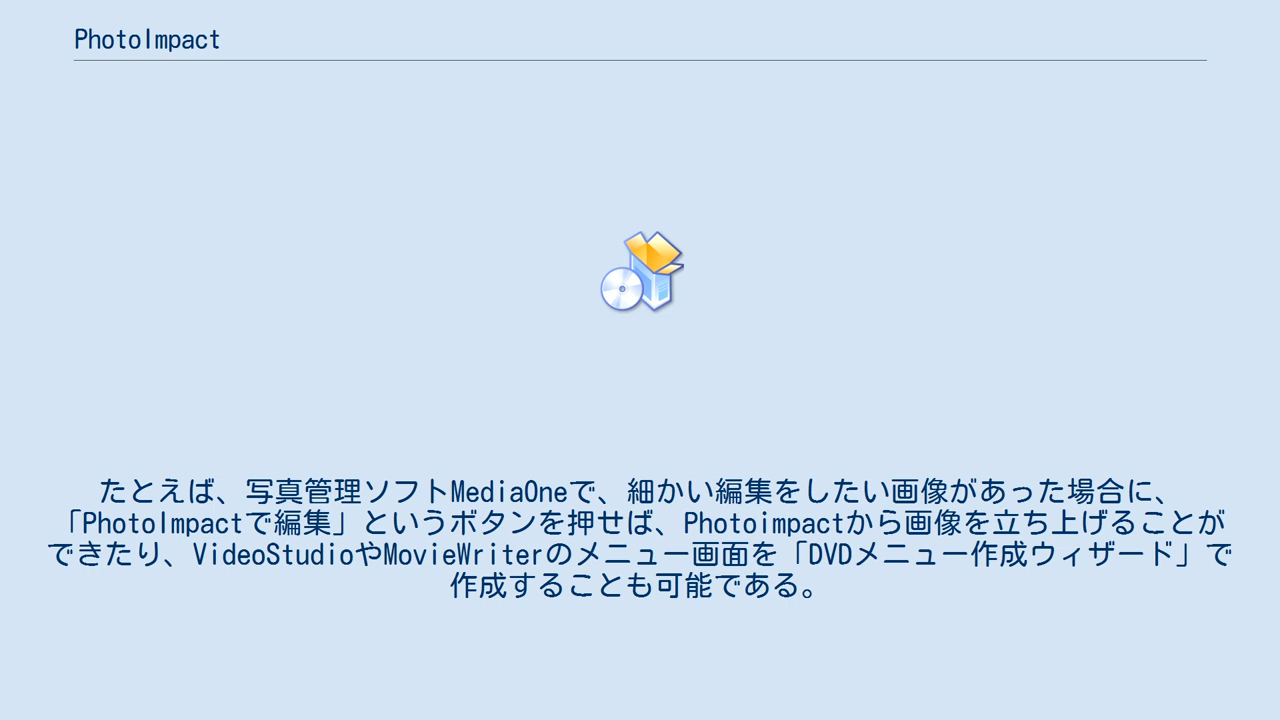 PhotoImpact
たとえば、写真管理ソフトMediaOneで、細かい編集をしたい画像があった場合に、
「PhotoImpactで編集」というボタンを押せば、Photoimpactから画像を立ち上げることが
できたり、VideoStudioやMovieWriterのメニュー画面を「DVDメニュー作成ウィザード」で
作成することも可能である。